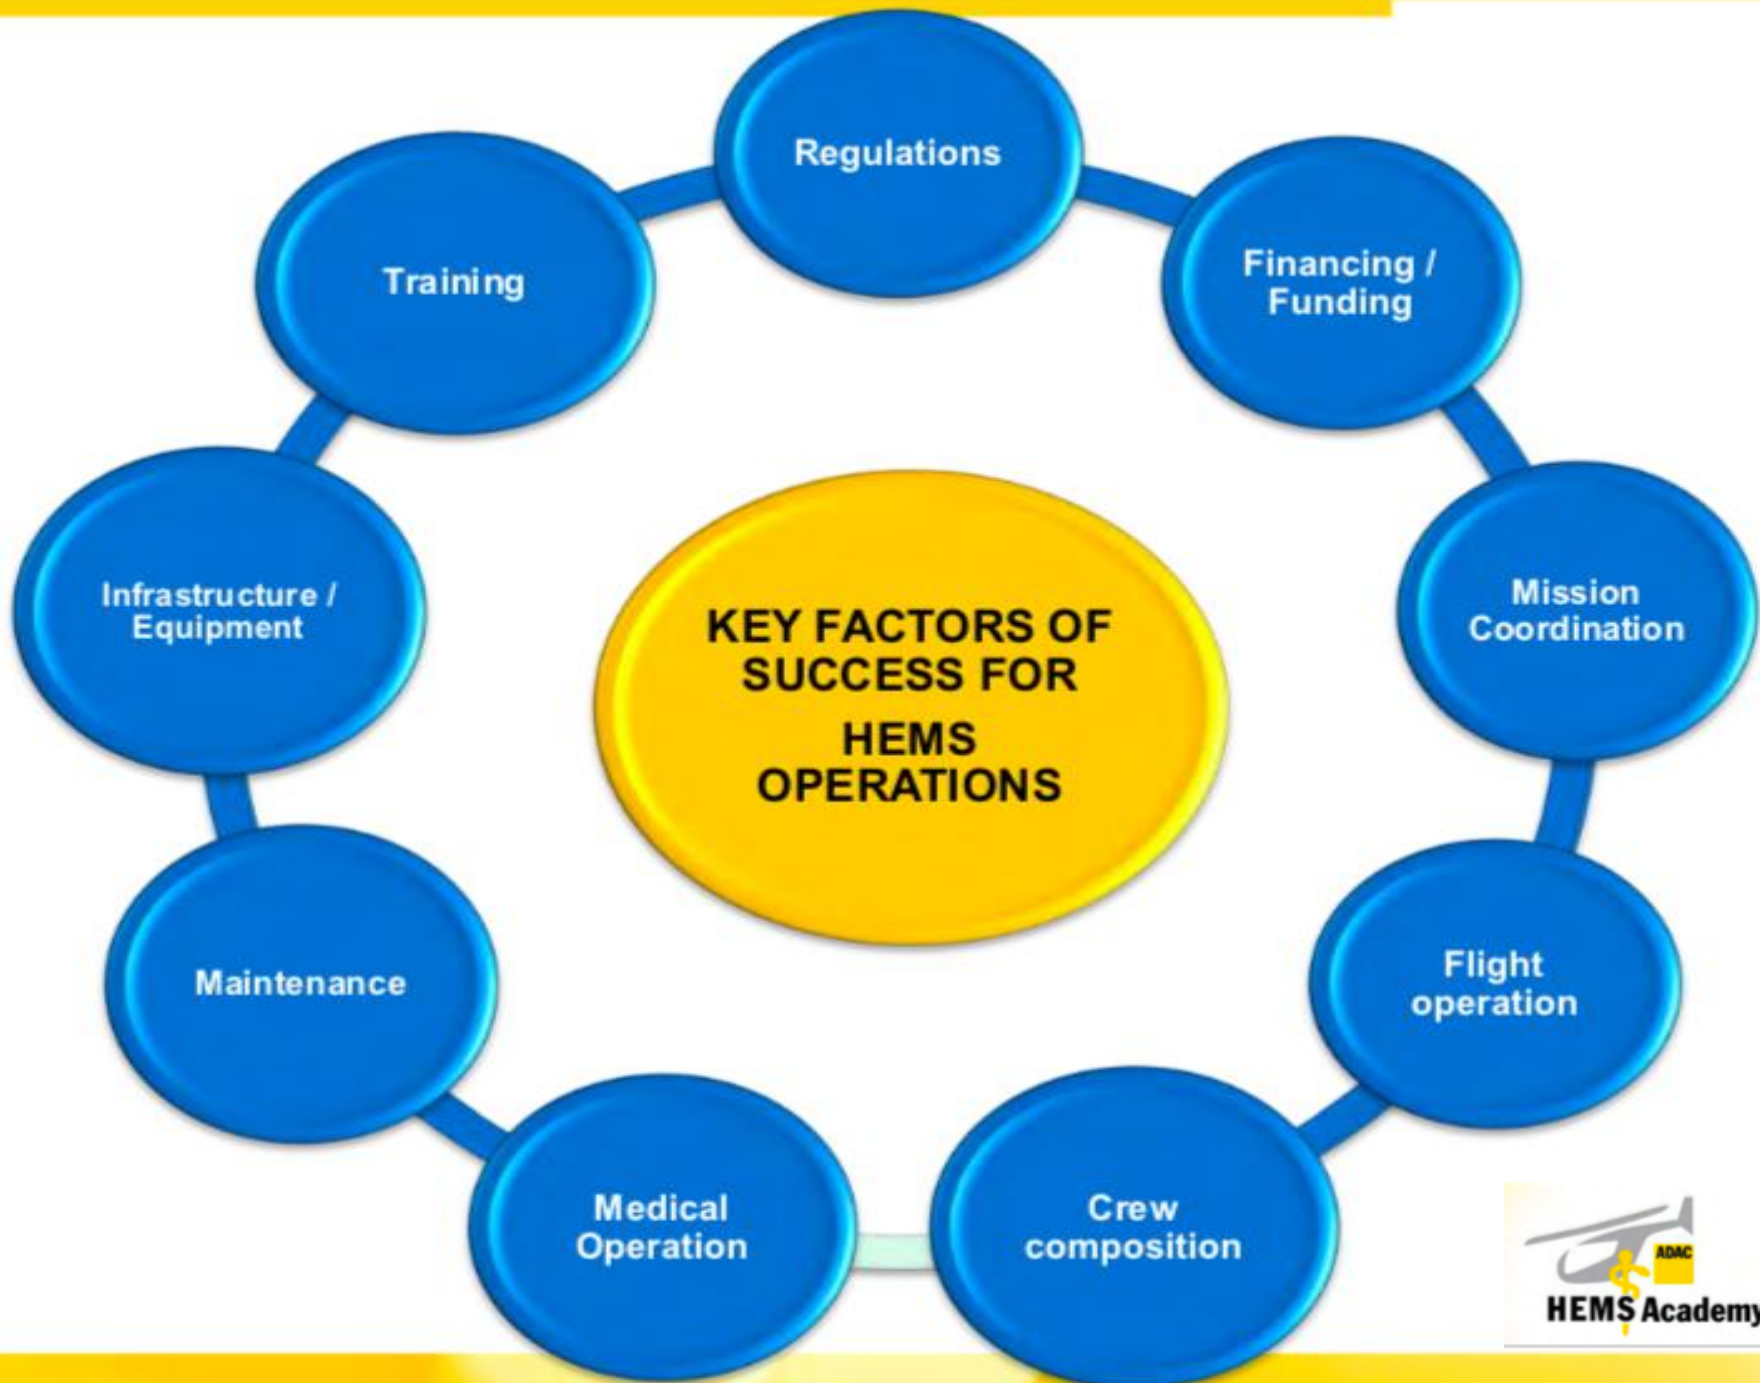 Regulations
Financing /
Funding
Mission
Coordination
Flight
operation
Crew
composition
Medical
Operation
Maintenance
Infrastructure /
Equipment
Training
KEY FACTORS OF
SUCCESS FOR
HEMS
OPERATIONS
ADAC
HEMS Academy